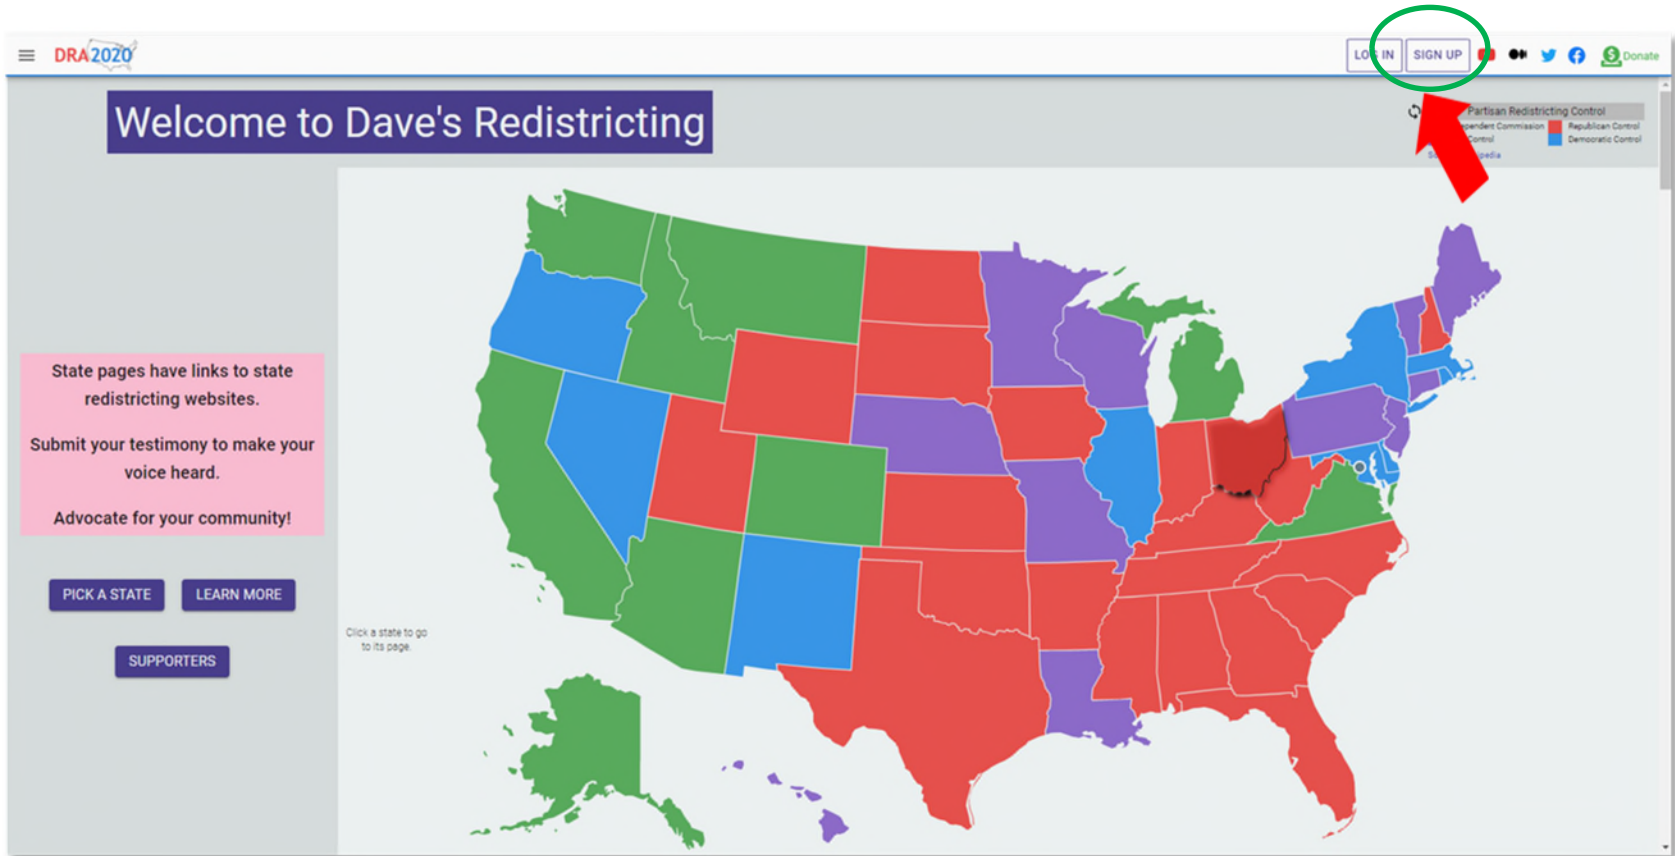 DRA2020
LOG IN
SIGN UP
Donate
Welcome to Dave's Redistricting
Partisan Redistricting Control
Commission
Republican Control
Control
Democratic Control
State pages have links to state
redistricting websites.
Submit your testimony to make your
voice heard.
Advocate for your community!
PICK A STATE
LEARN MORE
SUPPORTERS
Click a state to go
to its page.